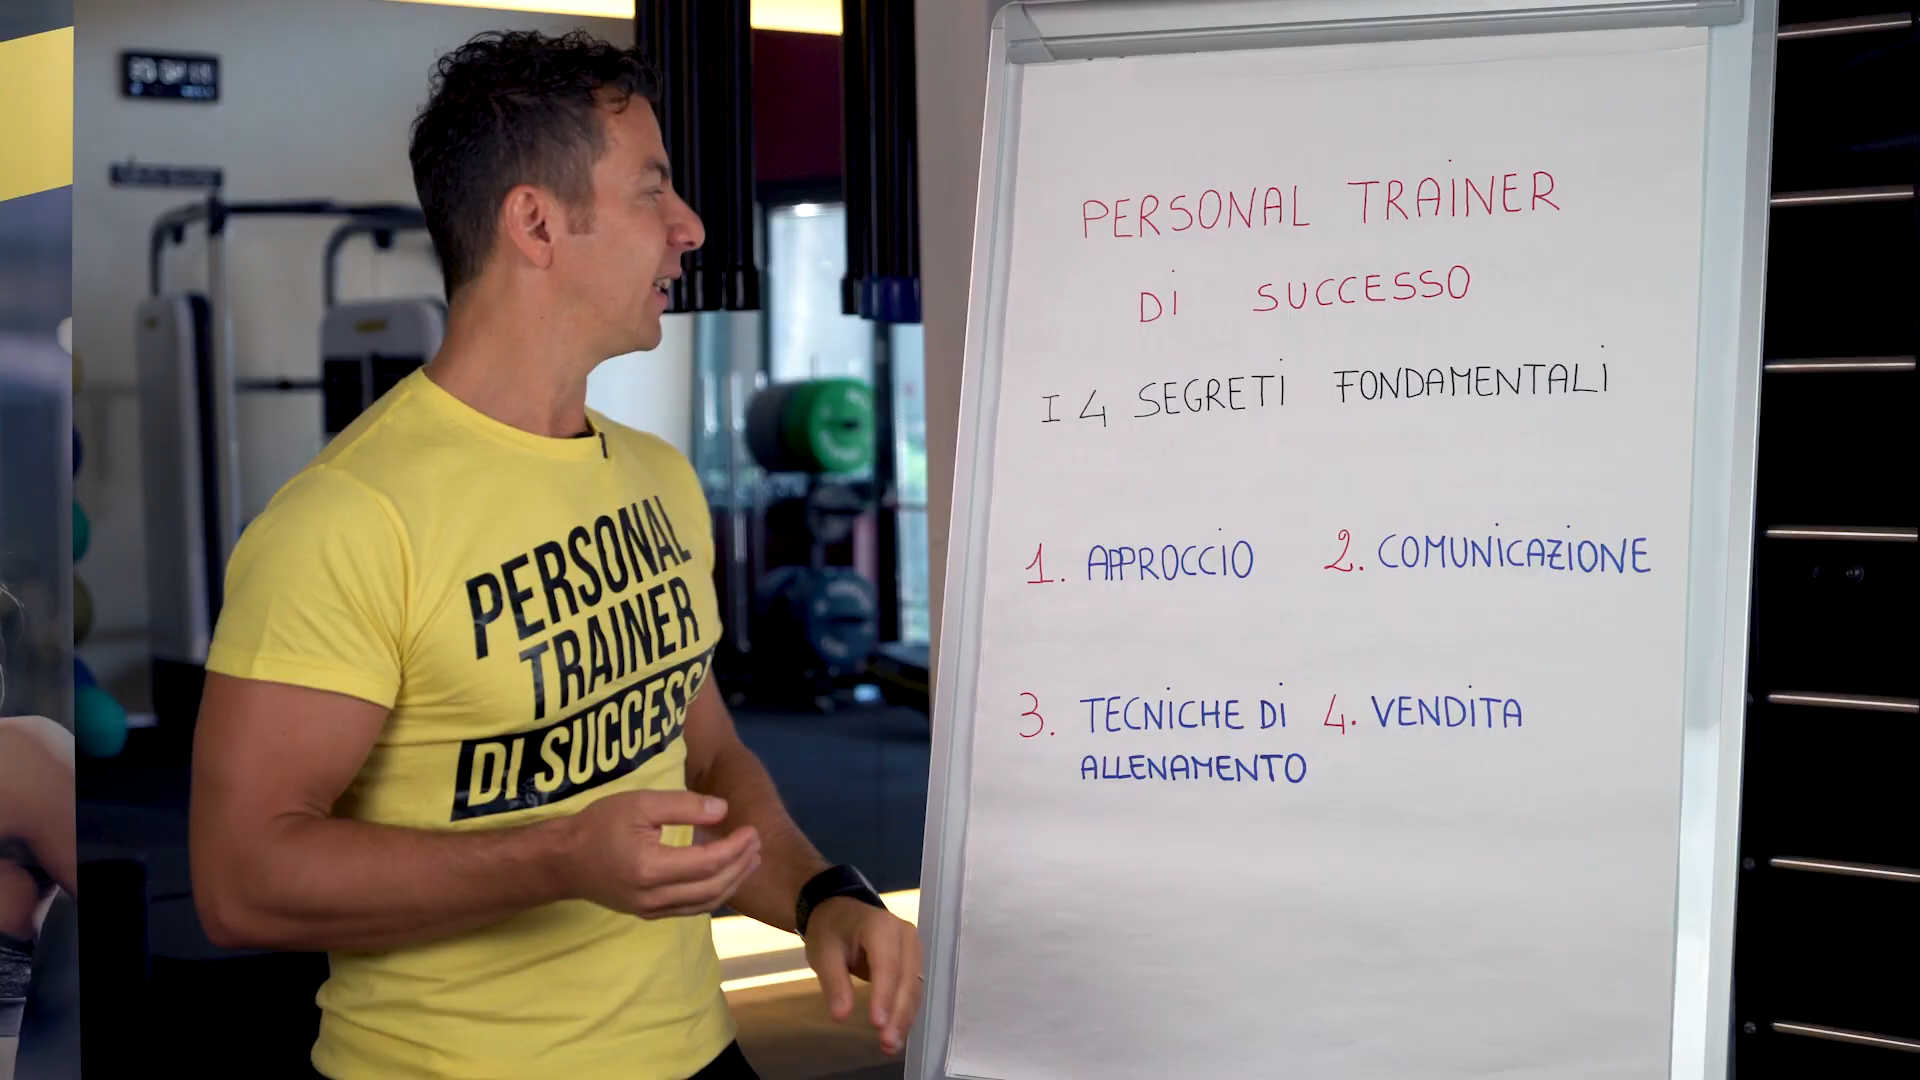 PERSONAL
TRAINER
DI SUCCESSO
PERSONAL TRAINER
DI SUCCESSO
I 4 SEGRETI FONDAMENTALI
1. APPROCCIO 2. COMUNICAZIONE
3. TECNICHE DI 4. VENDITA
ALLENAMENTO